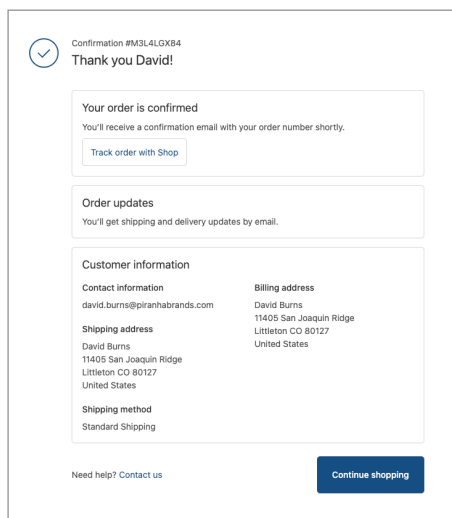 Confirmation #M3L4LGX84
Thank you David!
Your order is confirmed
You'll receive a confirmation email with your order number shortly.
Track order with Shop
Order updates
You'll get shipping and delivery updates by email.
Customer information
Contact information
david.burns@piranhabrands.com
Shipping address
David Burns
11405 San Joaquin Ridge
Littleton CO 80127
United States
Shipping method
Standard Shipping
Billing address
David Burns
11405 San Joaquin Ridge
Littleton CO 80127
United States
Need help? Contact us
Continue shopping